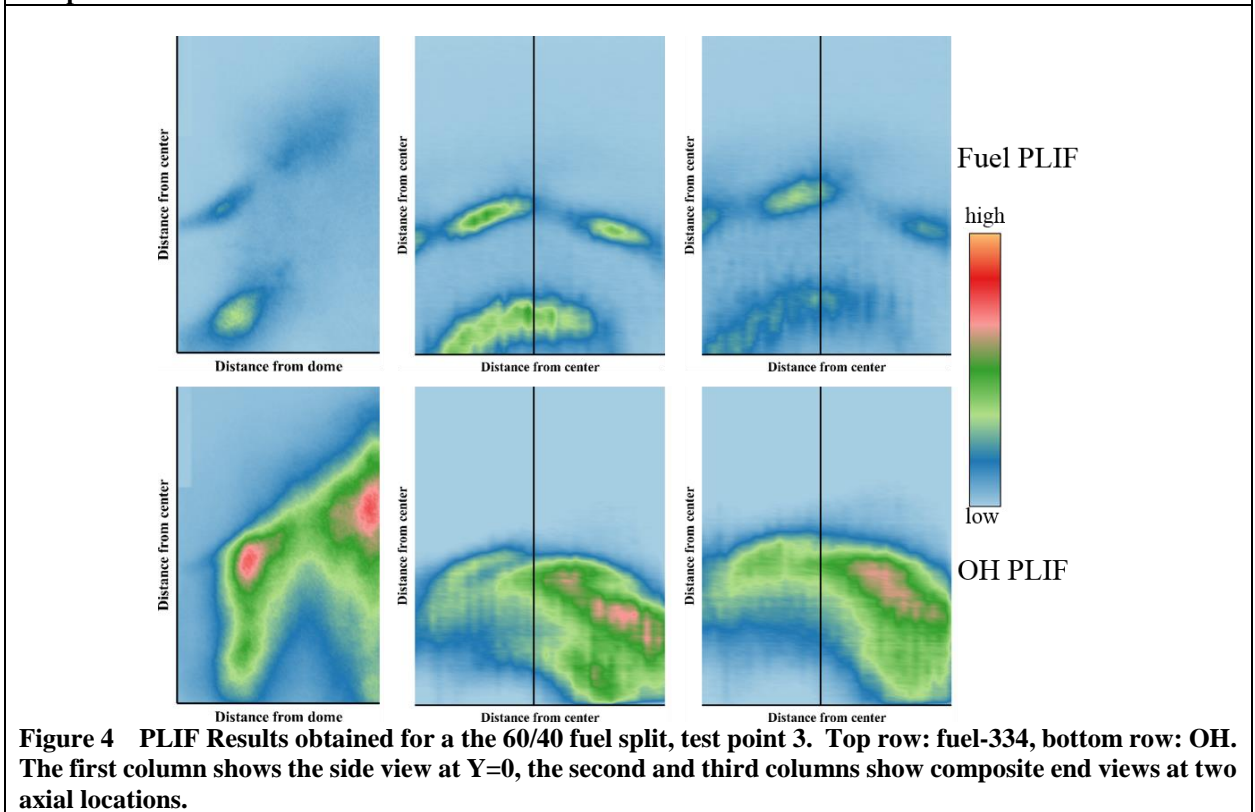 Distance from center
Distance from center
Distance from center
Fuel PLIF
high
low
Distance from dome
Distance from center
Distance from center
Distance from center
Distance from center
Distance from center
OH PLIF
Distance from dome
Distance from center
Distance from center
Figure 4 PLIF Results obtained for a the 60/40 fuel split, test point 3. Top row: fuel-334, bottom row: OH.
The first column shows the side view at Y=0, the second and third columns show composite end views at two
axial locations.